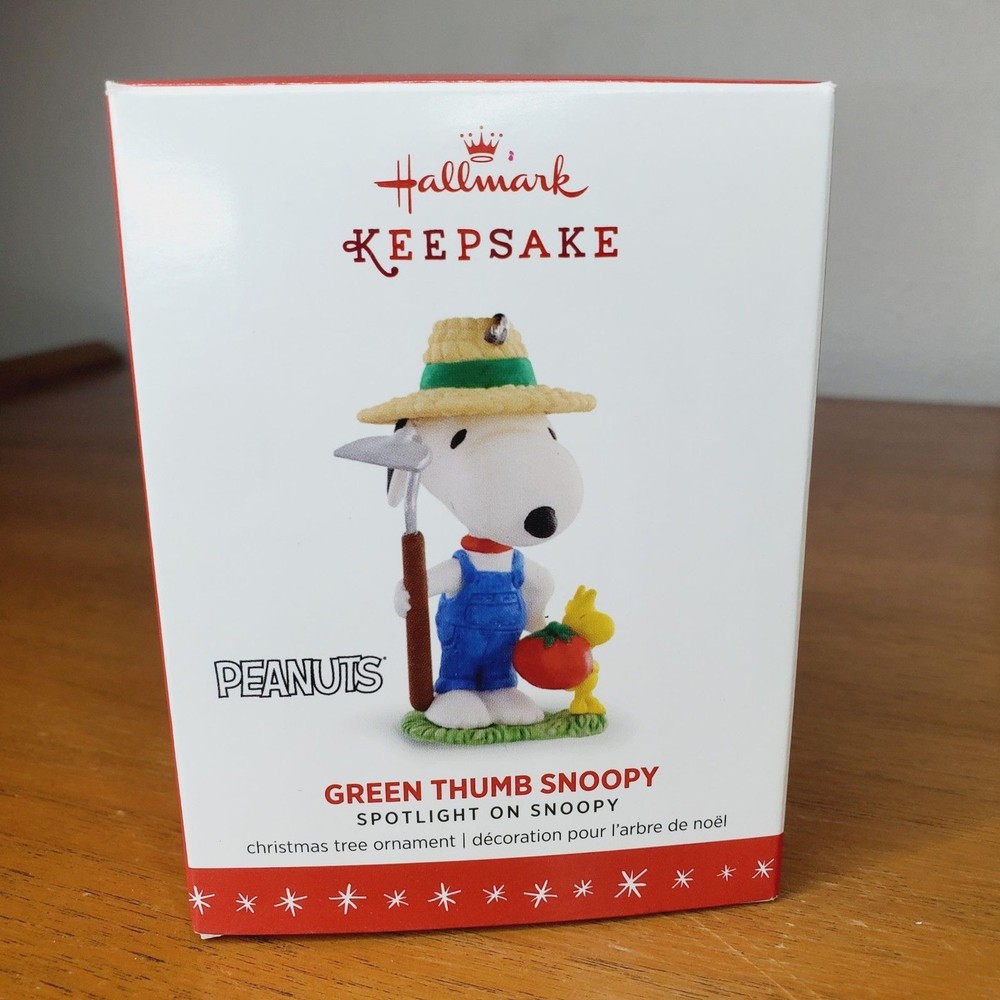 Hallmark
KEEPSAKE
PEANUTS
GREEN THUMB SNOOPY
SPOTLIGHT ON SNOOPY
christmas tree ornament | décoration pour l'arbre de noël